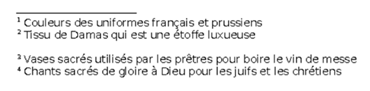 ¹ Couleurs des uniformes français et prussiens
² Tissu de Damas qui est une étoffe luxueuse
³ Vases sacrés utilisés par les prêtres pour boire le vin de messe
⁴ Chants sacrés de gloire à Dieu pour les juifs et les chrétiens